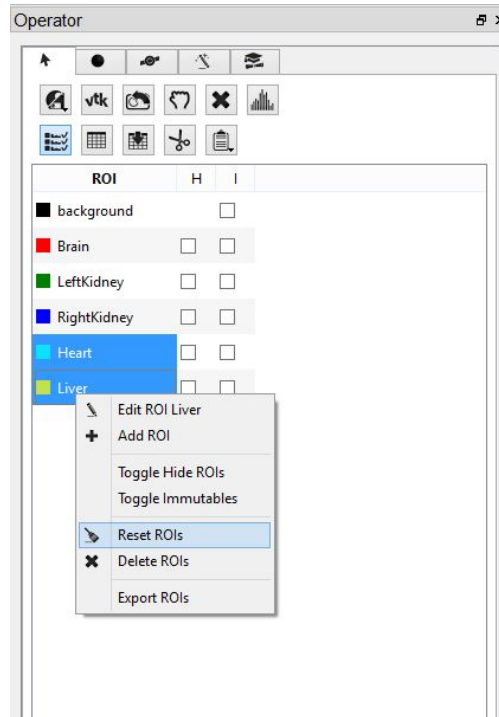 Operator
vtk
ROI H I
background
Brain
LeftKidney
RightKidney
Heart
Liver
Edit ROI Liver
Add ROI
Toggle Hide ROIs
Toggle Immutables
Reset ROIs
Delete ROIs
Export ROIs